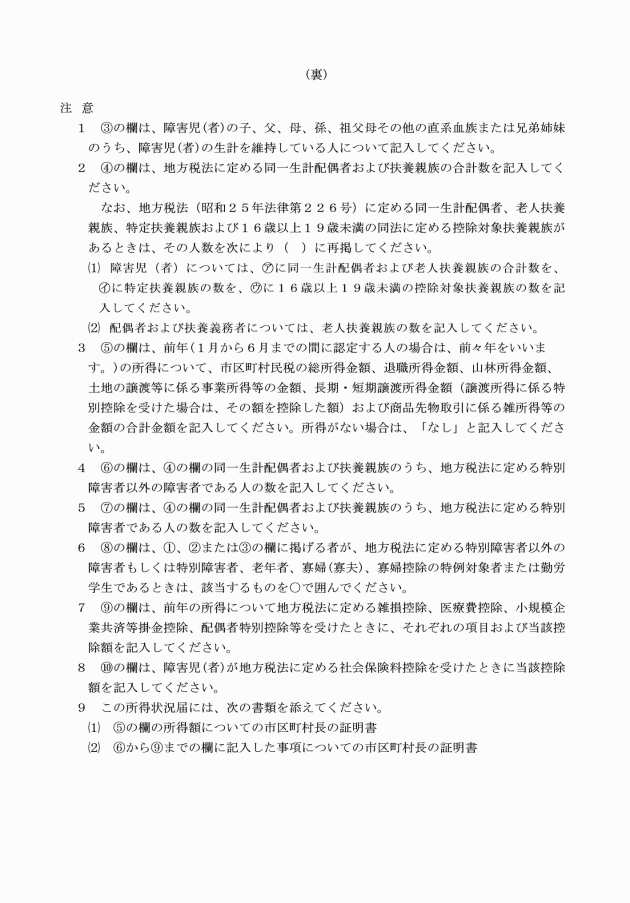 （裏）
注　意
１　③の欄は、障害児(者)の子、父、母、孫、祖父母その他の直系血族または兄弟姉妹
のうち、障害児(者)の生計を維持している人について記入してください。
２　④の欄は、地方税法に定める同一生計配偶者および扶養親族の合計数を記入してく
ださい。
なお、地方税法（昭和２５年法律第２２６号）に定める同一生計配偶者、老人扶養
親族、特定扶養親族および１６歳以上１９歳未満の同法に定める控除対象扶養親族が
あるときは、その人数を次により（　）に再掲してください。
⑴　障害児（者）については、㋐に同一生計配偶者および老人扶養親族の合計数を、
㋑に特定扶養親族の数を、㋒に１６歳以上１９歳未満の控除対象扶養親族の数を記
入してください。
⑵　配偶者および扶養義務者については、老人扶養親族の数を記入してください。
３　⑤の欄は、前年(１月から６月までの間に認定する人の場合は、前々年をいいま
す。)の所得について、市区町村民税の総所得金額、退職所得金額、山林所得金額、
土地の譲渡等に係る事業所得等の金額、長期・短期譲渡所得金額（譲渡所得に係る特
別控除を受けた場合は、その額を控除した額）および商品先物取引に係る雑所得等の
金額の合計金額を記入してください。所得がない場合は、「なし」と記入してくださ
い。
４　⑥の欄は、④の欄の同一生計配偶者および扶養親族のうち、地方税法に定める特別
障害者以外の障害者である人の数を記入してください。
５　⑦の欄は、④の欄の同一生計配偶者および扶養親族のうち、地方税法に定める特別
障害者である人の数を記入してください。
６　⑧の欄は、①、②または③の欄に掲げる者が、地方税法に定める特別障害者以外の
障害者もしくは特別障害者、老年者、寡婦(寡夫)、寡婦控除の特例対象者または勤労
学生であるときは、該当するものを○で囲んでください。
７　⑨の欄は、前年の所得について地方税法に定める雑損控除、医療費控除、小規模企
業共済等掛金控除、配偶者特別控除等を受けたときに、それぞれの項目および当該控
除額を記入してください。
８　⑩の欄は、障害児(者)が地方税法に定める社会保険料控除を受けたときに当該控除
額を記入してください。
９　この所得状況届には、次の書類を添えてください。
⑴　⑤の欄の所得額についての市区町村長の証明書
⑵　⑥から⑨までの欄に記入した事項についての市区町村長の証明書